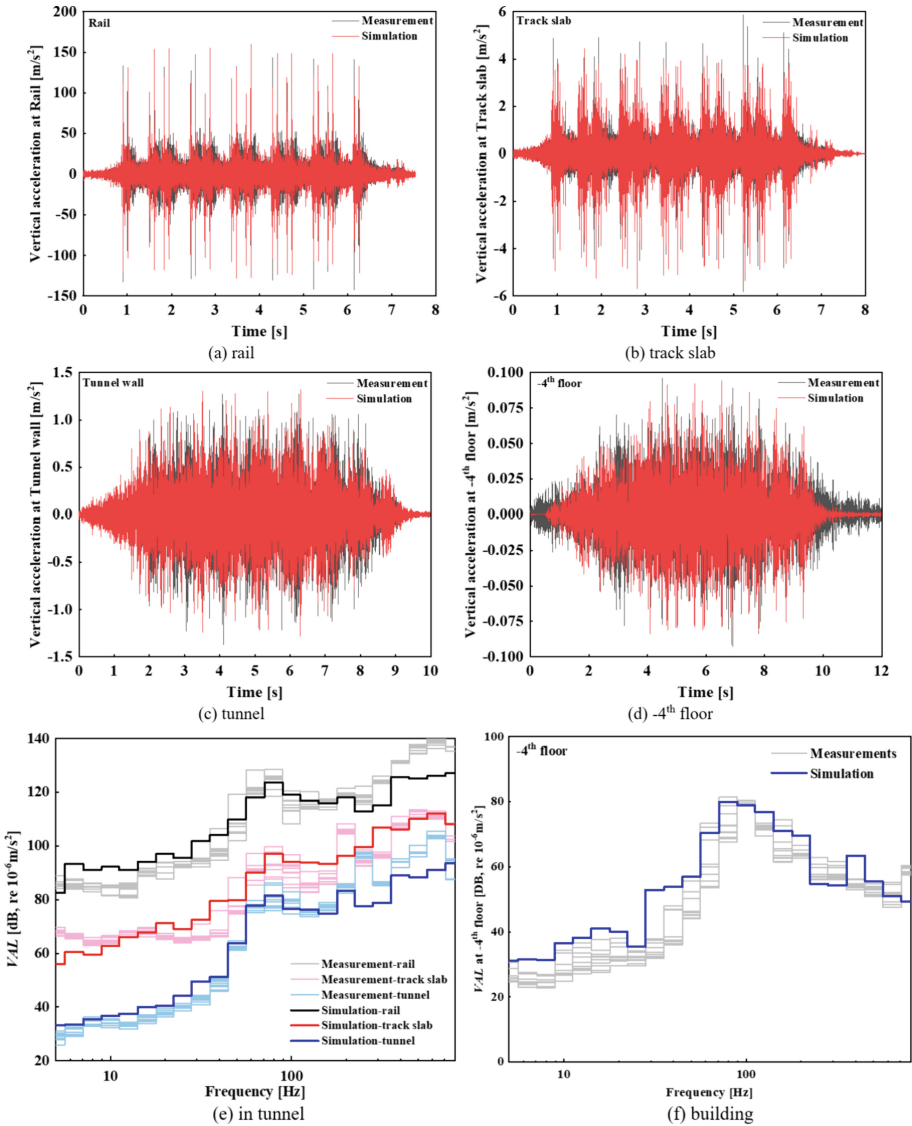 Rail
Measurement
Simulation
200
150
100
50
0
-50
-100
-150
Vertical acceleration at Rail [m/s²]
0 1 2 3 4 5 6 7 8
Time [s]
(a) rail
Track slab
Measurement
Simulation
6
4
2
0
-2
-4
-6
Vertical acceleration at Track slab [m/s²]
0 1 2 3 4 5 6 7 8
Time [s]
(b) track slab
Tunnel wall
Measurement
Simulation
1.5
1.0
0.5
0.0
-0.5
-1.0
-1.5
Vertical acceleration at Tunnel wall [m/s²]
0 1 2 3 4 5 6 7 8 9 10
Time [s]
(c) tunnel
-4th floor
Measurement
Simulation
0.100
0.075
0.050
0.025
0.000
-0.025
-0.050
-0.075
-0.100
Vertical acceleration at -4th floor [m/s²]
0 2 4 6 8 10 12
Time [s]
(d) -4th floor
140
120
100
80
60
40
20
VAL [dB, re 10⁻⁶m/s²]
Measurement-rail
Measurement-track slab
Measurement-tunnel
Simulation-rail
Simulation-track slab
Simulation-tunnel
10 100
Frequency [Hz]
(e) in tunnel
-4th floor
Measurements
Simulation
100
80
60
40
20
0
VAL at -4th floor [DB, re 10⁻⁶m/s²]
10 100
Frequency [Hz]
(f) building